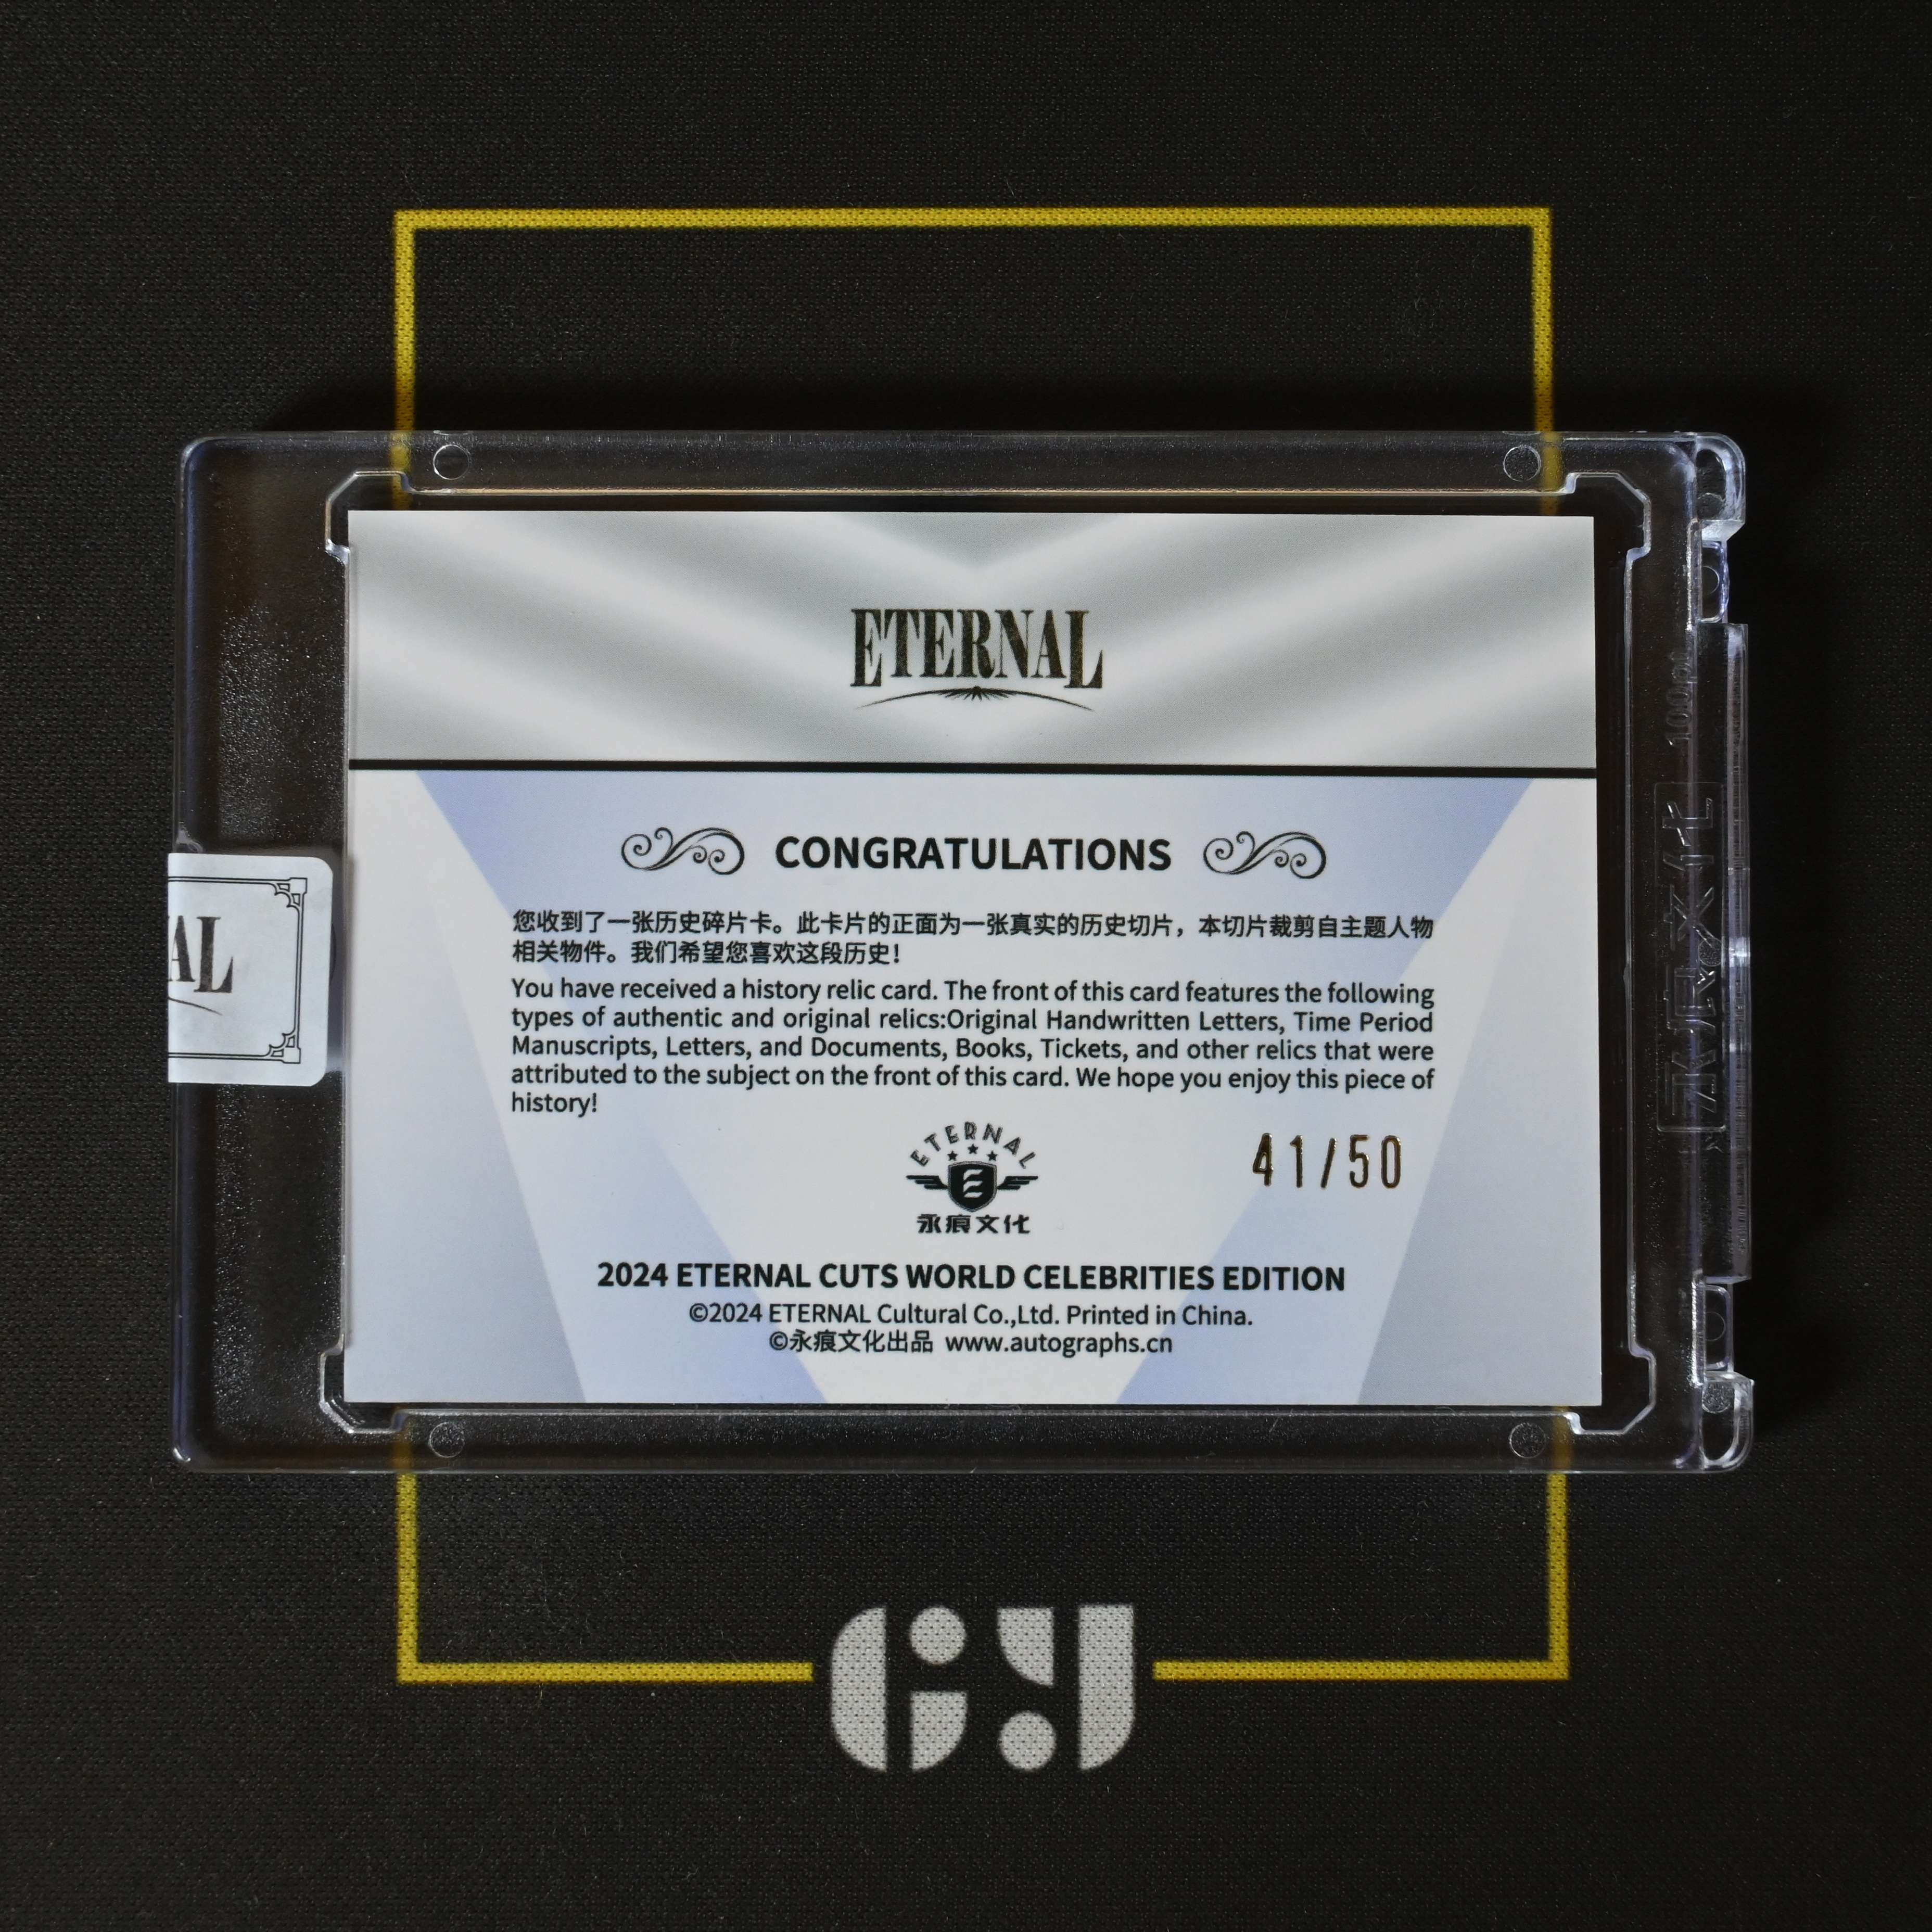 ETERNAL
CONGRATULATIONS
您收到了一张历史碎片卡。此卡片的正面为一张真实的历史切片，本切片裁剪自主题人物
相关物件。我们希望您喜欢这段历史！
You have received a history relic card. The front of this card features the following
types of authentic and original relics:Original Handwritten Letters, Time Period
Manuscripts, Letters, and Documents, Books, Tickets, and other relics that were
attributed to the subject on the front of this card. We hope you enjoy this piece of
history!
ETERNAL
E
永痕文化
41/50
2024 ETERNAL CUTS WORLD CELEBRITIES EDITION
©2024 ETERNAL Cultural Co.,Ltd. Printed in China.
©永痕文化出品 www.autographs.cn
AL
永痕文化 100pt